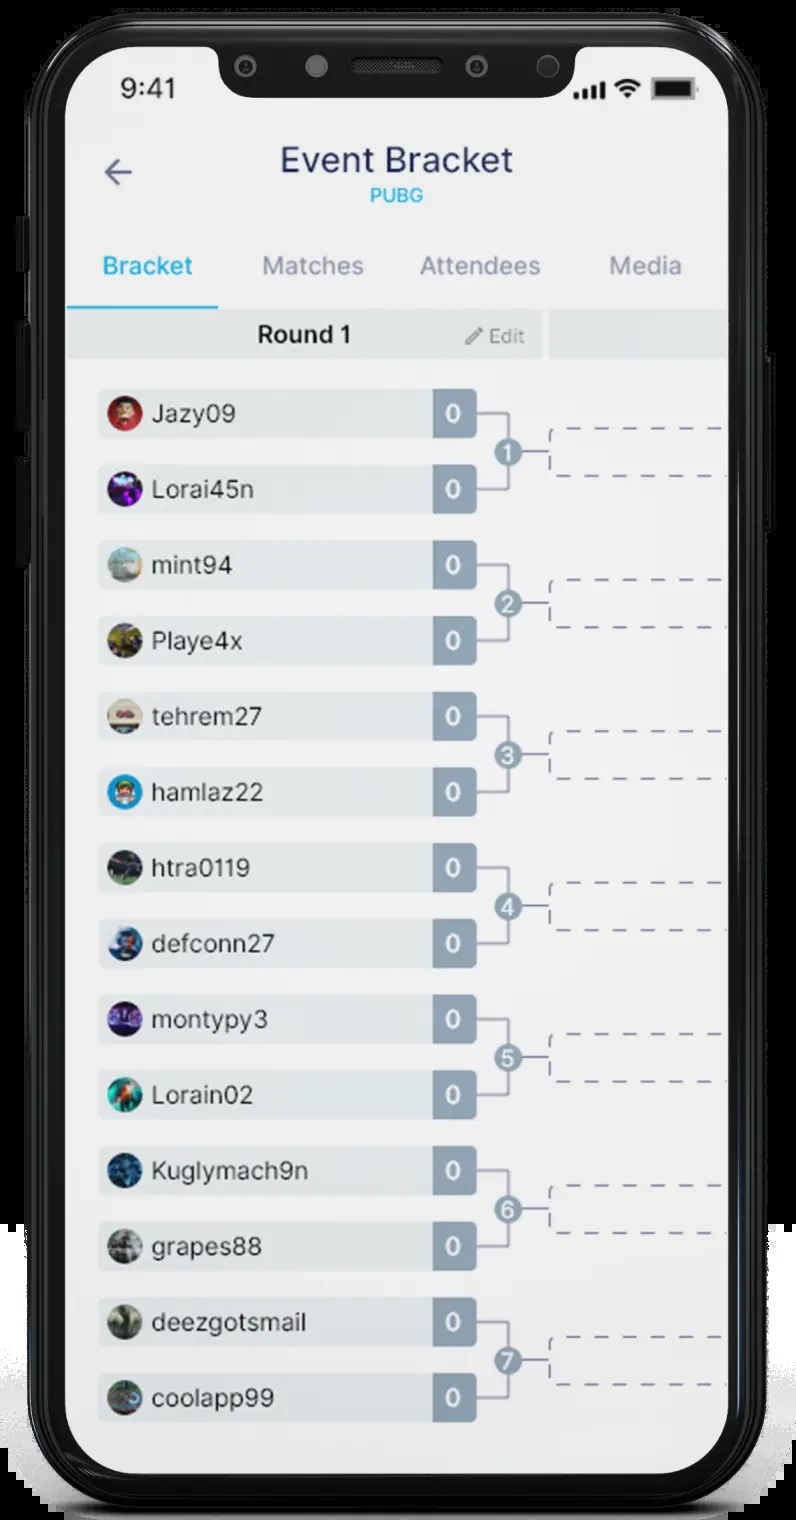 9:41
Event Bracket
PUBG
Bracket Matches Attendees Media
Round 1 Edit
Jazy09 0
1
Lorai45n 0
mint94 0
2
Playe4x 0
tehrem27 0
3
hamlaz22 0
htra0119 0
4
defconn27 0
montypy3 0
5
Lorain02 0
Kuglymach9n 0
6
grapes88 0
deezgotsmail 0
7
coolapp99 0